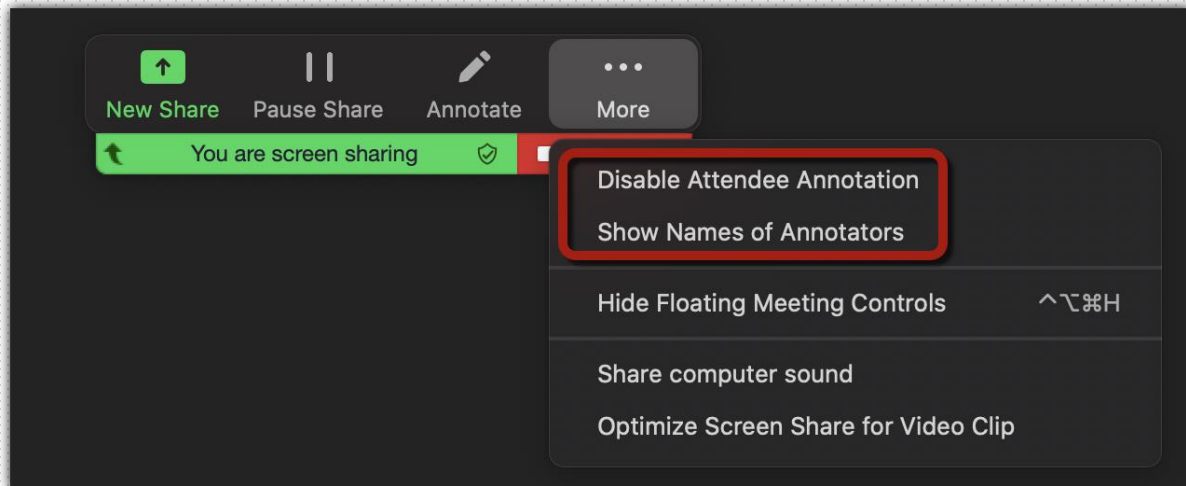 New Share Pause Share Annotate More
You are screen sharing
Disable Attendee Annotation
Show Names of Annotators
Hide Floating Meeting Controls ^⌥⌘H
Share computer sound
Optimize Screen Share for Video Clip